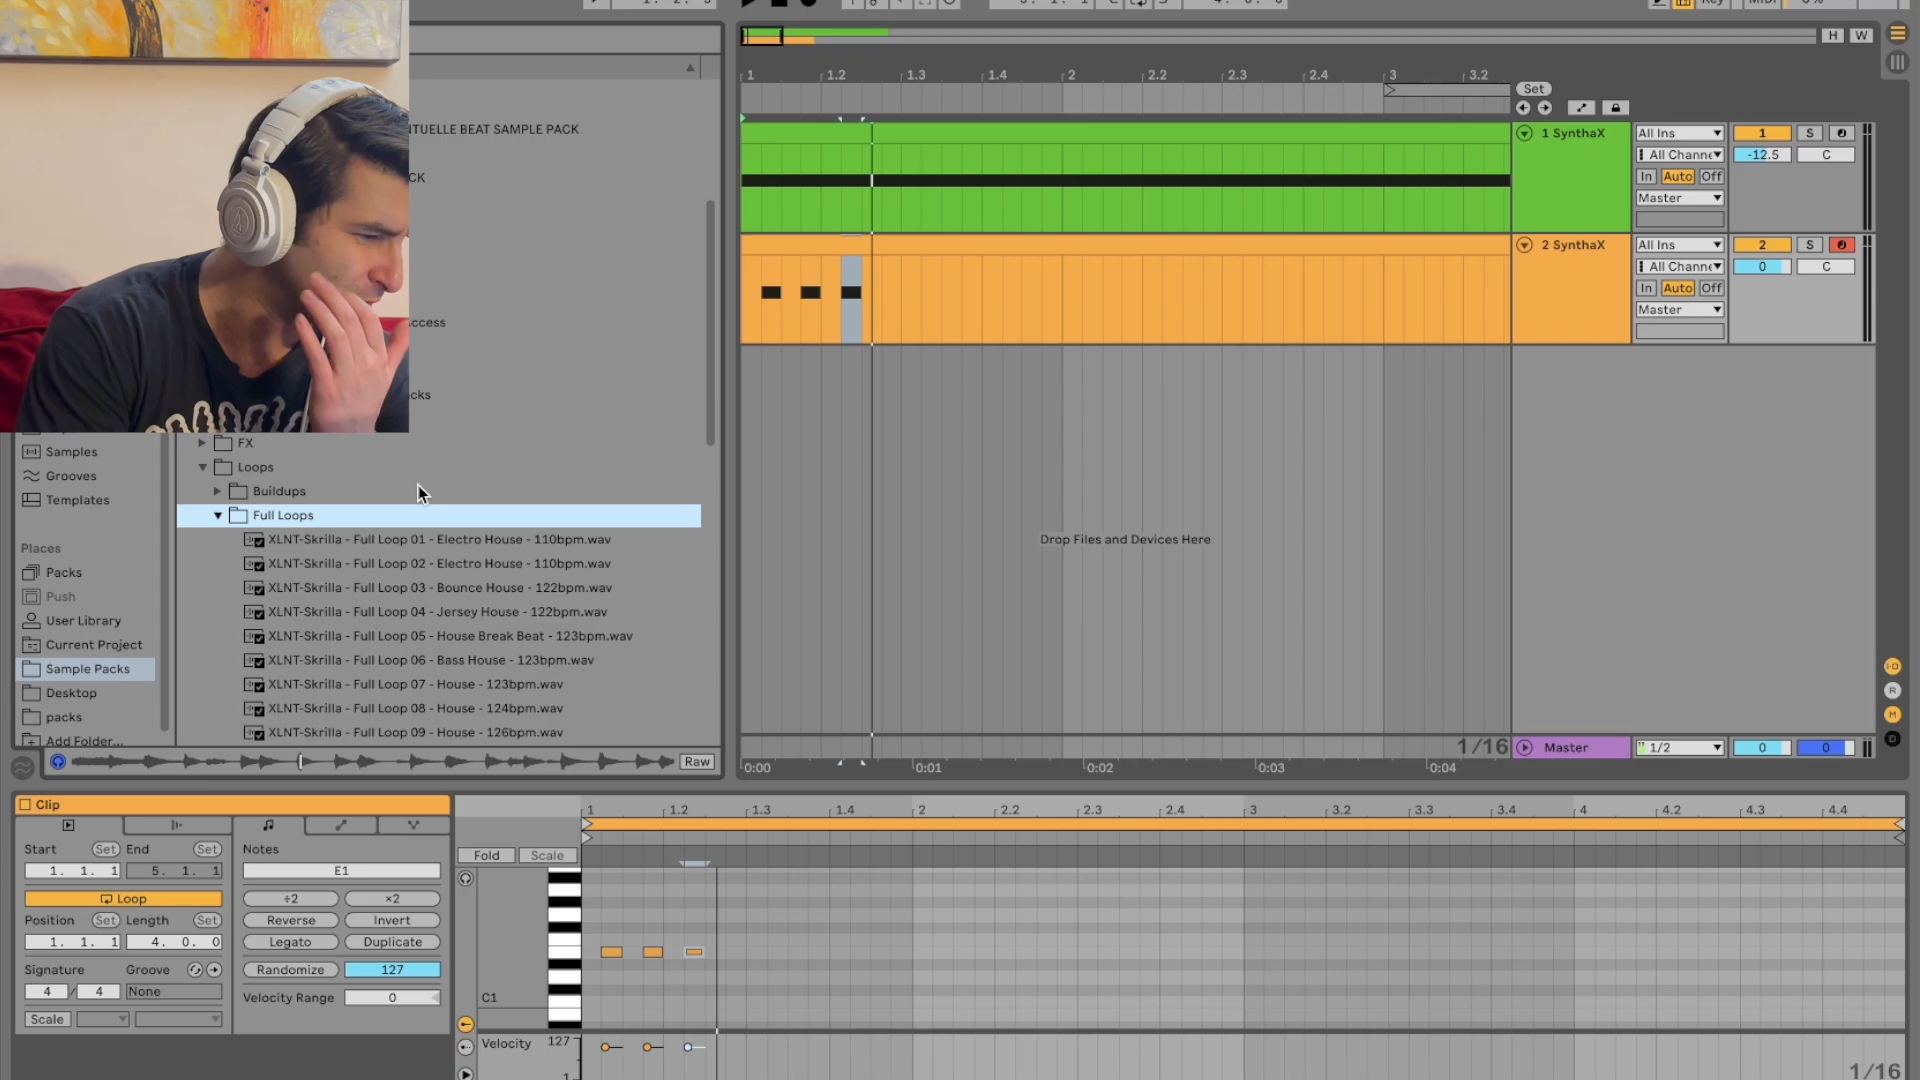 H W
1 1.2 1.3 1.4 2 2.2 2.3 2.4 3 3.2
Set
TUELLE BEAT SAMPLE PACK
CK
ccess
cks
1 SynthaX All Ins 1 S
All Channe -12.5 C
In Auto Off
Master
2 SynthaX All Ins 2 S
All Channe 0 C
In Auto Off
Master
Samples
Grooves
Templates
Places
Packs
Push
User Library
Current Project
Sample Packs
Desktop
packs
Add Folder...
FX
Loops
Buildups
Full Loops
XLNT-Skrilla - Full Loop 01 - Electro House - 110bpm.wav
XLNT-Skrilla - Full Loop 02 - Electro House - 110bpm.wav
XLNT-Skrilla - Full Loop 03 - Bounce House - 122bpm.wav
XLNT-Skrilla - Full Loop 04 - Jersey House - 122bpm.wav
XLNT-Skrilla - Full Loop 05 - House Break Beat - 123bpm.wav
XLNT-Skrilla - Full Loop 06 - Bass House - 123bpm.wav
XLNT-Skrilla - Full Loop 07 - House - 123bpm.wav
XLNT-Skrilla - Full Loop 08 - House - 124bpm.wav
XLNT-Skrilla - Full Loop 09 - House - 126bpm.wav
Raw
Drop Files and Devices Here
I-O
R
M
D
1/16
Master 1/2 0 0
0:00 0:01 0:02 0:03 0:04
Clip
Start Set End Set
1. 1. 1 5. 1. 1
Loop
Position Set Length Set
1. 1. 1 4. 0. 0
Signature Groove
4 / 4 None
Scale
Notes
E1
÷2 ×2
Reverse Invert
Legato Duplicate
Randomize 127
Velocity Range 0
1 1.2 1.3 1.4 2 2.2 2.3 2.4 3 3.2 3.3 3.4 4 4.2 4.3 4.4
Fold Scale
C1
Velocity 127
1
1/16